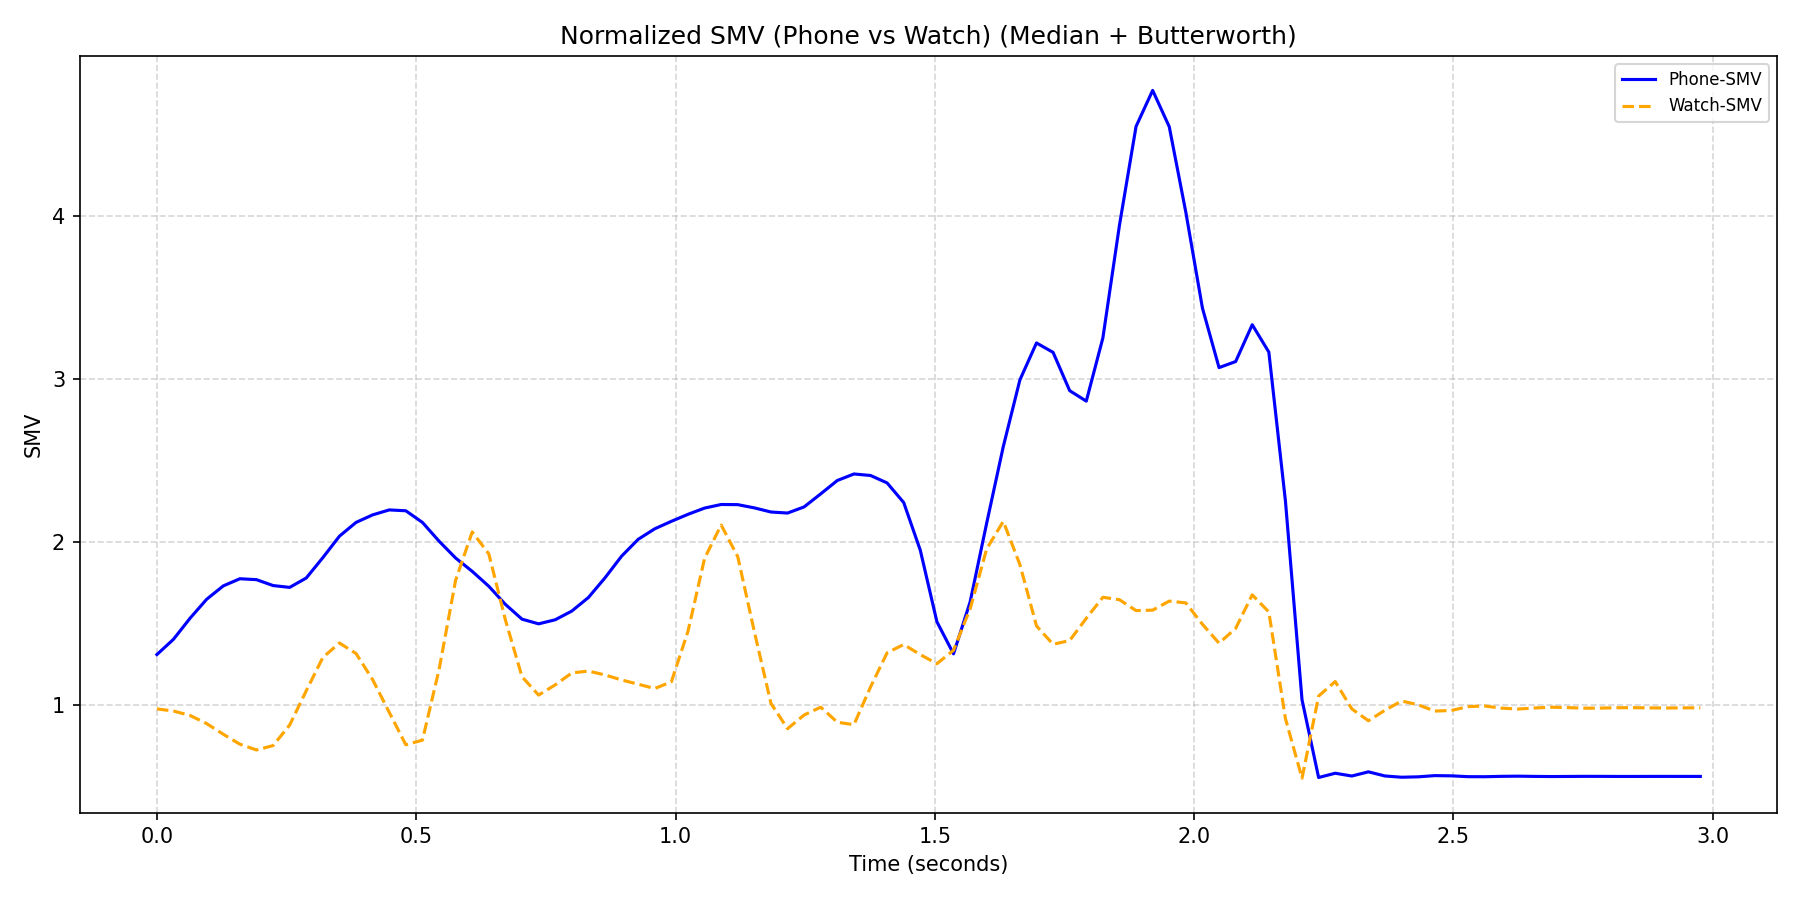 Normalized SMV (Phone vs Watch) (Median + Butterworth)
Phone-SMV
Watch-SMV
SMV
4
3
2
1
0.0 0.5 1.0 1.5 2.0 2.5 3.0
Time (seconds)